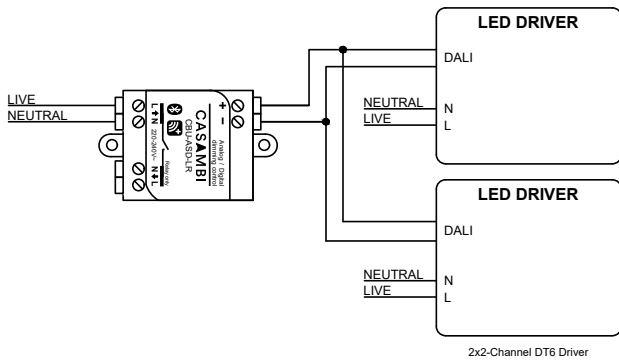 LED DRIVER
DALI
NEUTRAL
LIVE
N
L
LIVE
NEUTRAL
L N
220-240V~
Relay only
N L
CASAMBI
CBU-ASD-LR
Analog / Digital
dimming control
+
-
LED DRIVER
DALI
NEUTRAL
LIVE
N
L
2x2-Channel DT6 Driver